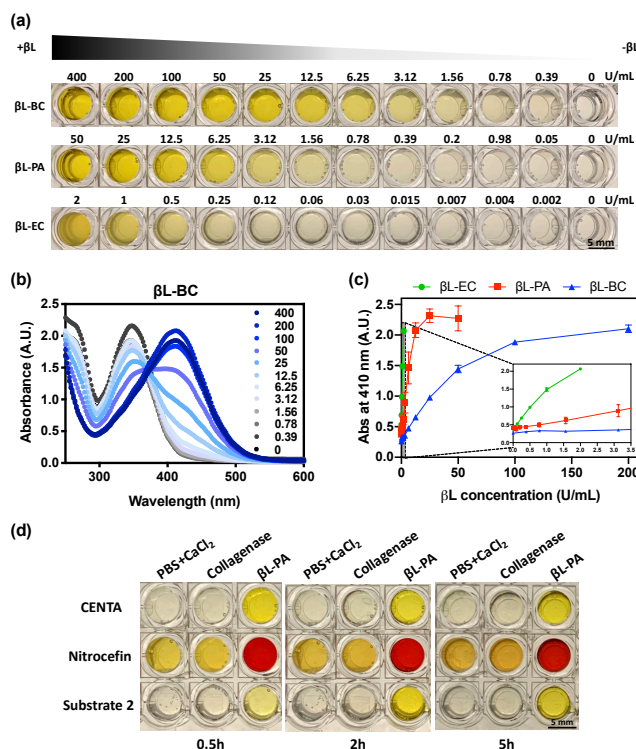 (a)
+βL -βL
400 200 100 50 25 12.5 6.25 3.12 1.56 0.78 0.39 0 U/mL
βL-BC
50 25 12.5 6.25 3.12 1.56 0.78 0.39 0.2 0.98 0.05 0 U/mL
βL-PA
2 1 0.5 0.25 0.12 0.06 0.03 0.015 0.007 0.004 0.002 0 U/mL
βL-EC
5 mm
(b)
βL-BC
Absorbance (A.U.)
2.5
2.0
1.5
1.0
0.5
0.0
300 400 500 600
Wavelength (nm)
400
200
100
50
25
12.5
6.25
3.12
1.56
0.78
0.39
0
(c)
βL-EC βL-PA βL-BC
Abs at 410 nm (A.U.)
2.5
2.0
1.5
1.0
0.5
0.0
0 50 100 150 200
βL concentration (U/mL)
2.0
1.5
1.0
0.5
0.0
0.0 0.5 1.0 1.5 2.0 2.5 3.0 3.5
(d)
PBS+CaCl₂ Collagenase βL-PA PBS+CaCl₂ Collagenase βL-PA PBS+CaCl₂ Collagenase βL-PA
CENTA
Nitrocefin
Substrate 2
5 mm
0.5h 2h 5h